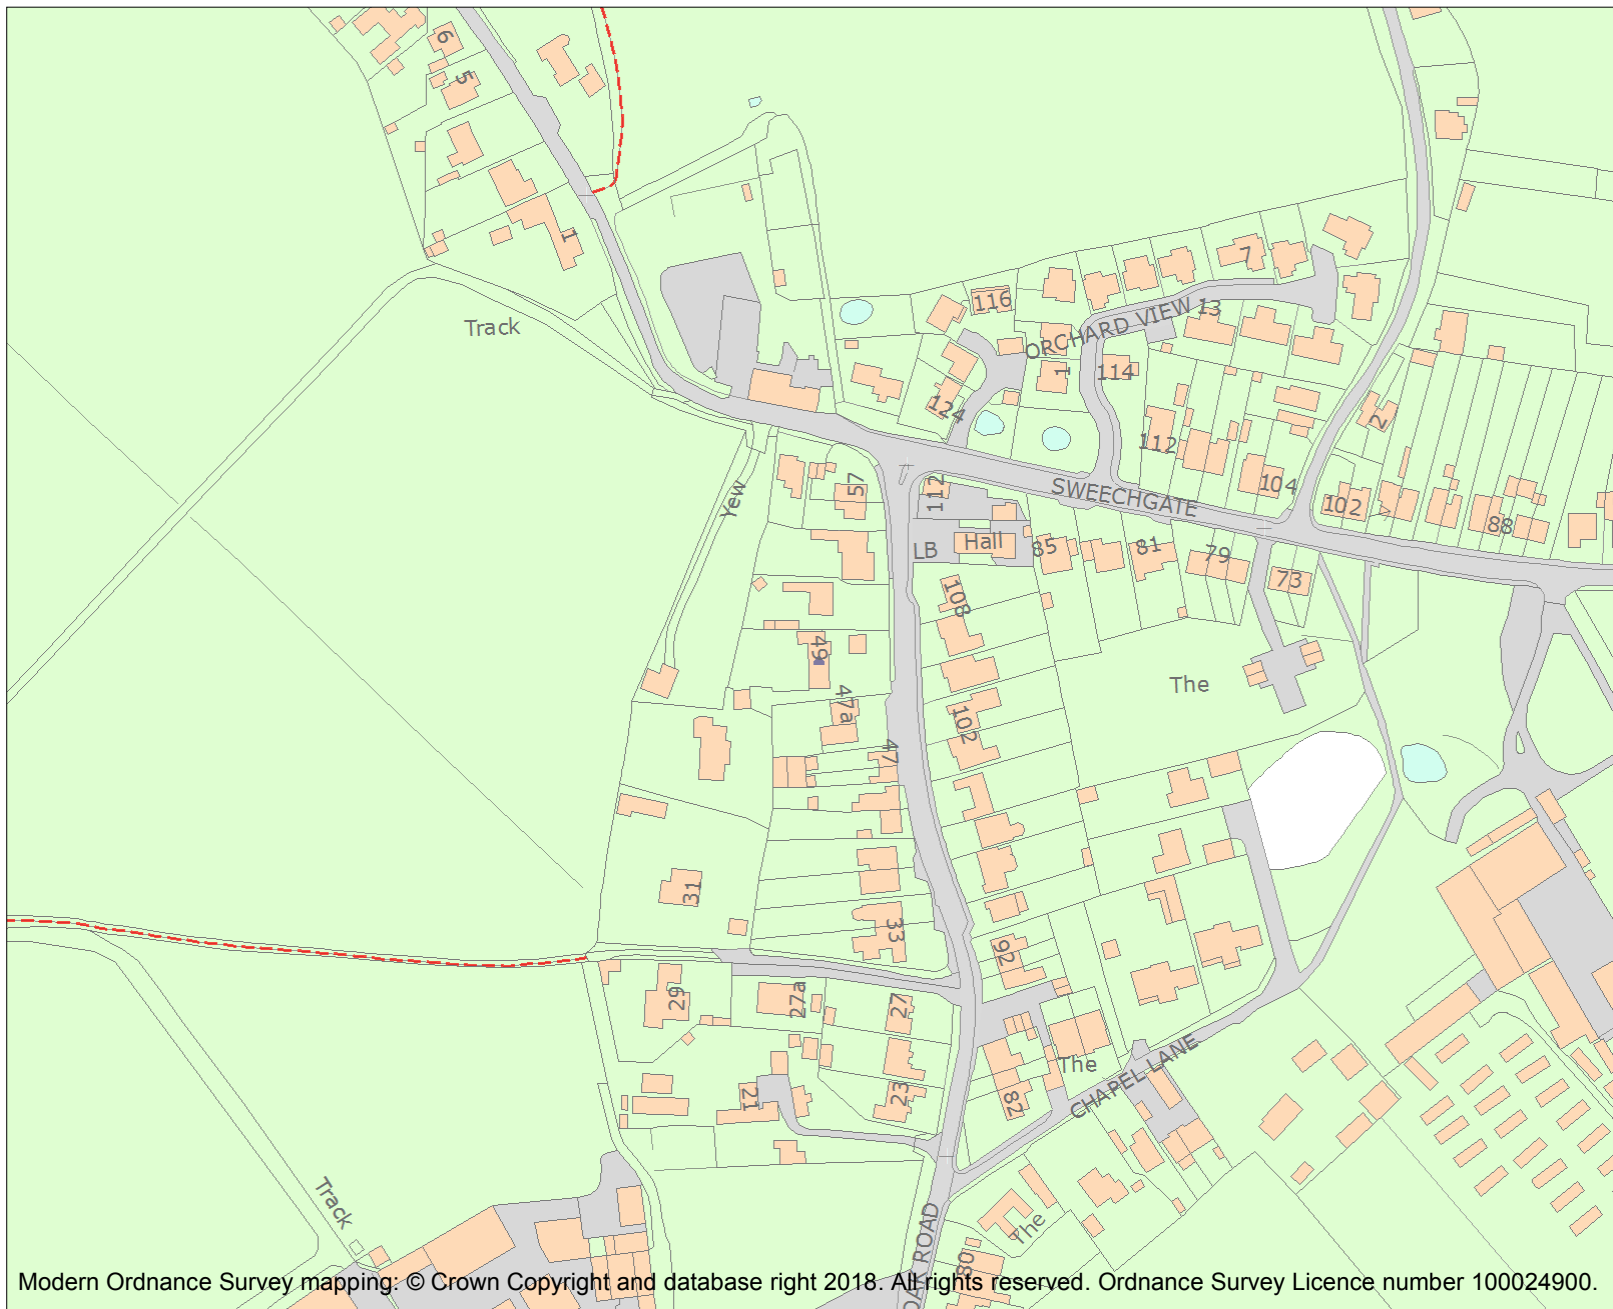 6
5
1
Track
116
7
ORCHARD VIEW
13
1
114
124
2
112
104
102
SWEECHGATE
88
57
112
Yew
LB
Hall
85
81
79
73
108
49
The
47a
102
47
31
33
92
29
27a
27
The
CHAPEL LANE
21
23
82
Track
The
80
ROAD
Modern Ordnance Survey mapping: © Crown Copyright and database right 2018. All rights reserved. Ordnance Survey Licence number 100024900.